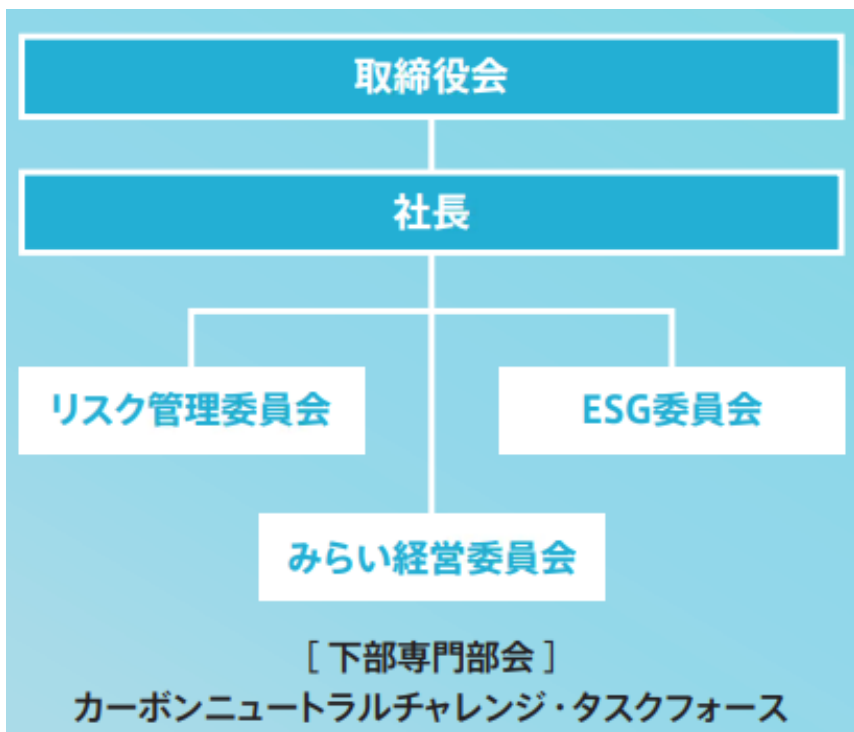 取締役会
社長
リスク管理委員会
ESG委員会
みらい経営委員会
［ 下部専門部会 ］
カーボンニュートラルチャレンジ・タスクフォース